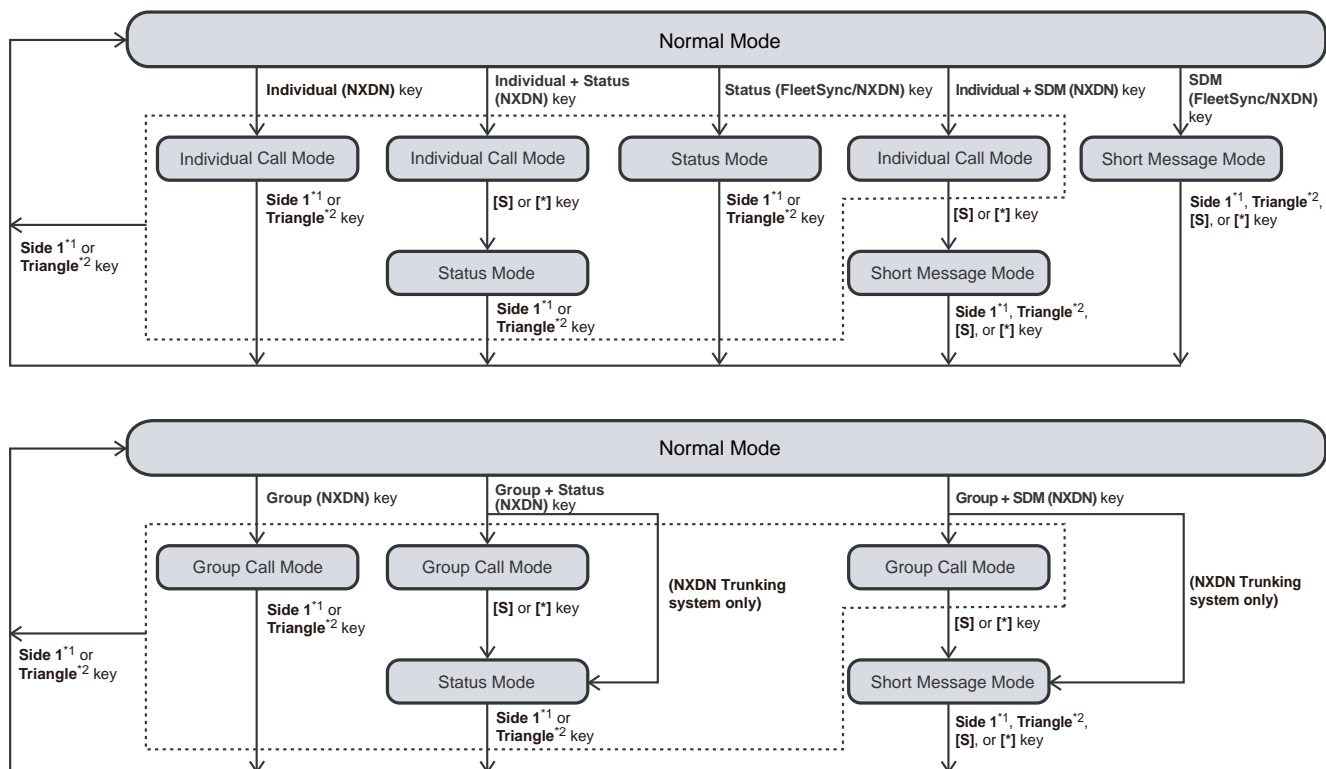 Normal Mode
Individual (NXDN) key
Individual + Status
(NXDN) key
Status (FleetSync/NXDN) key
Individual + SDM (NXDN) key
SDM
(FleetSync/NXDN)
key
Individual Call Mode
Individual Call Mode
Status Mode
Individual Call Mode
Short Message Mode
Side 1*1 or
Triangle*2 key
[S] or [*] key
Side 1*1 or
Triangle*2 key
[S] or [*] key
Side 1*1, Triangle*2,
[S], or [*] key
Side 1*1 or
Triangle*2 key
Status Mode
Short Message Mode
Side 1*1 or
Triangle*2 key
Side 1*1, Triangle*2,
[S], or [*] key
Normal Mode
Group (NXDN) key
Group + Status
(NXDN) key
Group + SDM (NXDN) key
Group Call Mode
Group Call Mode
Group Call Mode
(NXDN Trunking
system only)
(NXDN Trunking
system only)
Side 1*1 or
Triangle*2 key
[S] or [*] key
[S] or [*] key
Side 1*1 or
Triangle*2 key
Status Mode
Short Message Mode
Side 1*1 or
Triangle*2 key
Side 1*1, Triangle*2,
[S], or [*] key